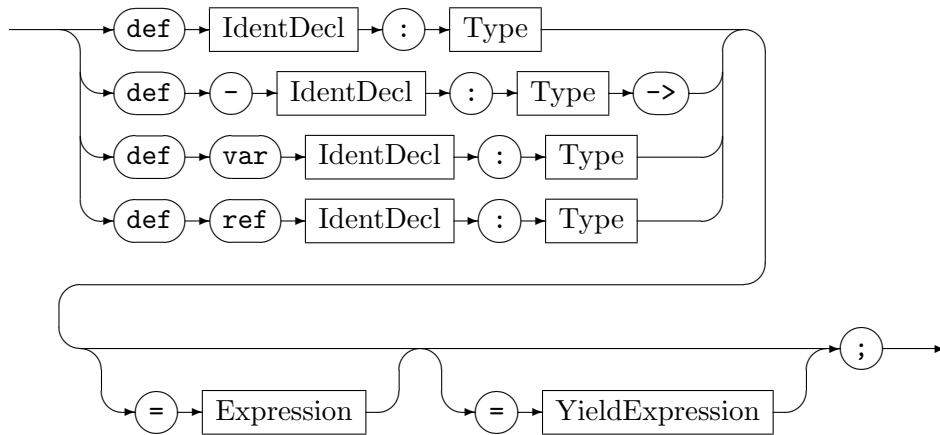 def IdentDecl : Type
def - IdentDecl : Type ->
def var IdentDecl : Type
def ref IdentDecl : Type
;
= Expression = YieldExpression